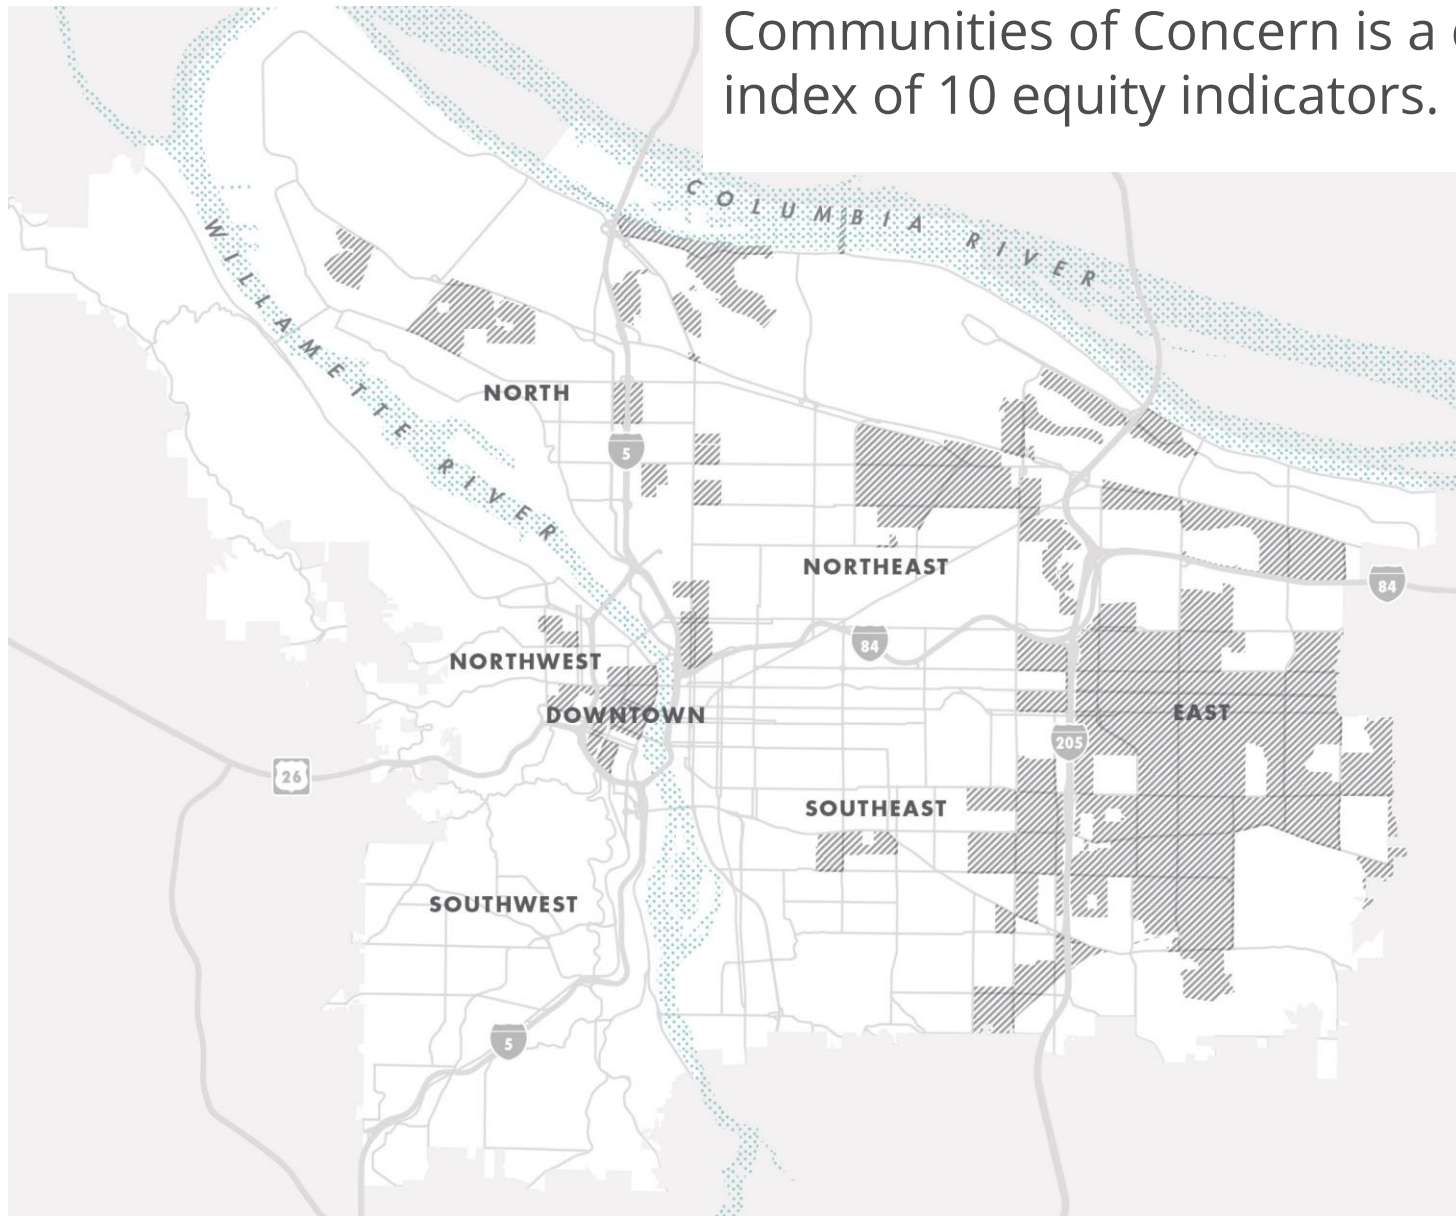 Communities of Concern is a
index of 10 equity indicators.
COLUMBIA RIVER
WILLAMETTE RIVER
NORTH
5
NORTHEAST
84
84
NORTHWEST
DOWNTOWN
EAST
205
26
SOUTHEAST
SOUTHWEST
5